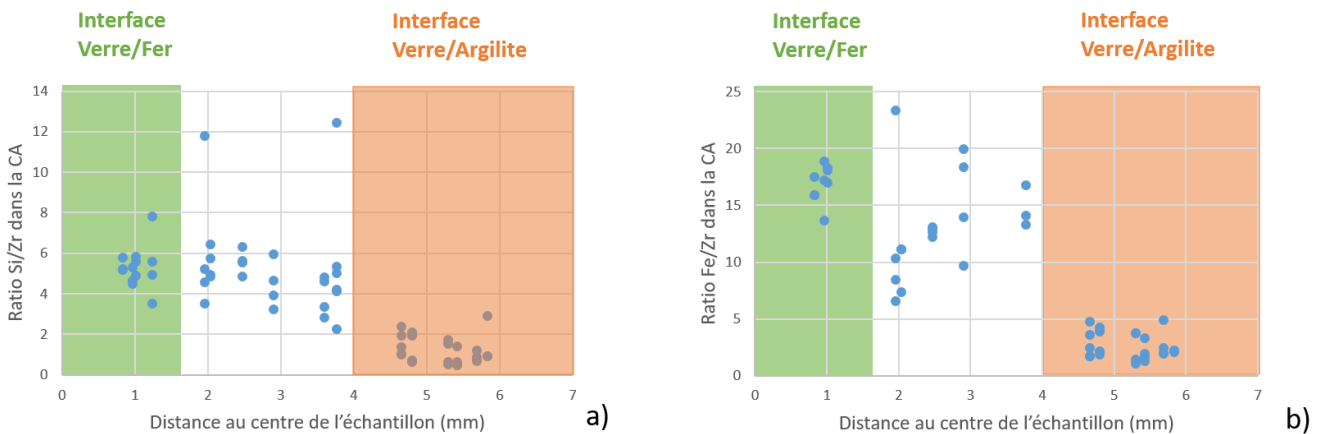 Interface
Verre/Fer
Interface
Verre/Argilite
Ratio Si/Zr dans la CA
14
12
10
8
6
4
2
0
0 1 2 3 4 5 6 7
Distance au centre de l'échantillon (mm)
a)
Interface
Verre/Fer
Interface
Verre/Argilite
Ratio Fe/Zr dans la CA
25
20
15
10
5
0
0 1 2 3 4 5 6 7
Distance au centre de l'échantillon (mm)
b)